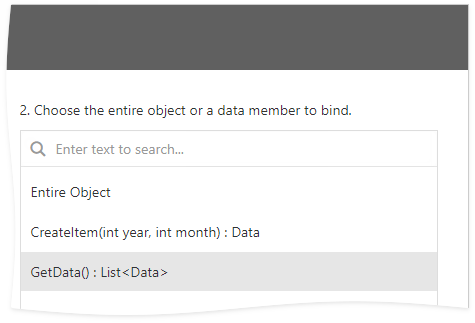 2. Choose the entire object or a data member to bind.
Enter text to search...
Entire Object
CreateItem(int year, int month) : Data
GetData() : List<Data>